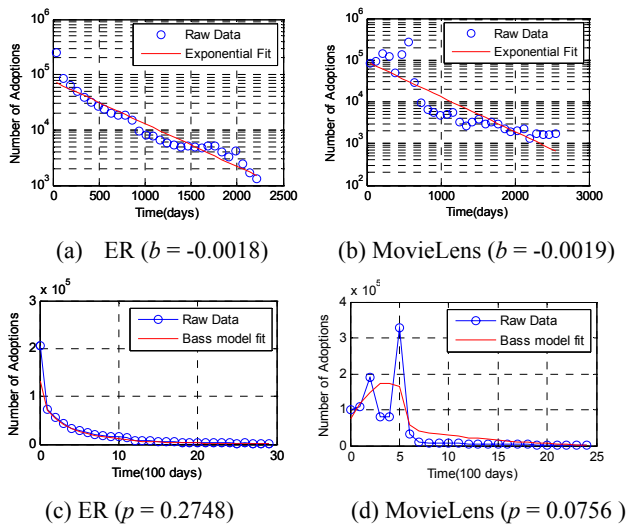 10^6
10^5
10^4
10^3
Number of Adoptions
Raw Data
Exponential Fit
0 500 1000 1500 2000 2500
Time(days)
(a) ER (b = -0.0018)
10^6
10^5
10^4
10^3
10^2
Number of Adoptions
Raw Data
Exponential Fit
0 1000 2000 3000
Time(days)
(b) MovieLens (b = -0.0019)
x 10^5
3
2
1
0
Number of Adoptions
Raw Data
Bass model fit
0 10 20 30
Time(100 days)
(c) ER (p = 0.2748)
x 10^5
4
3
2
1
0
Number of Adoptions
Raw Data
Bass model fit
0 5 10 15 20 25
Time(100 days)
(d) MovieLens (p = 0.0756 )